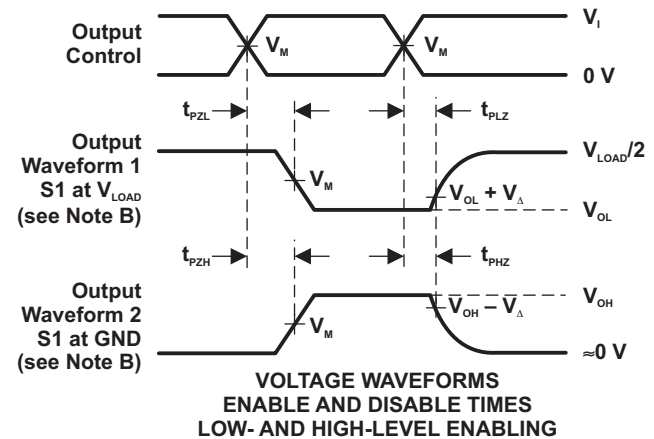 Output
Control
V_M
V_M
V_I
0 V
t_PZL
t_PLZ
Output
Waveform 1
S1 at V_LOAD
(see Note B)
V_M
V_OL + V_Δ
V_LOAD/2
V_OL
t_PZH
t_PHZ
Output
Waveform 2
S1 at GND
(see Note B)
V_M
V_OH – V_Δ
V_OH
≈0 V
VOLTAGE WAVEFORMS
ENABLE AND DISABLE TIMES
LOW- AND HIGH-LEVEL ENABLING